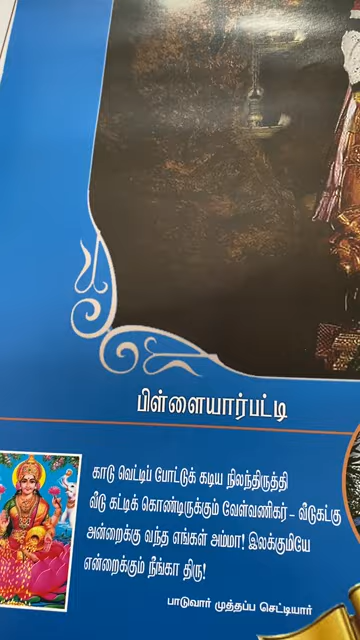 பிள்ளையார்பட்டி
காடு வெட்டிப் போட்டுக் கடிய நிலந்திருத்தி
வீடு கட்டிக் கொண்டிருக்கும் வேள்வணிகர் – வீடுகட்கு
அன்றைக்கு வந்த எங்கள் அம்மா! இலக்குமியே
என்றைக்கும் நீங்கா திரு!
பாடுவார் முத்தப்ப செட்டியார்